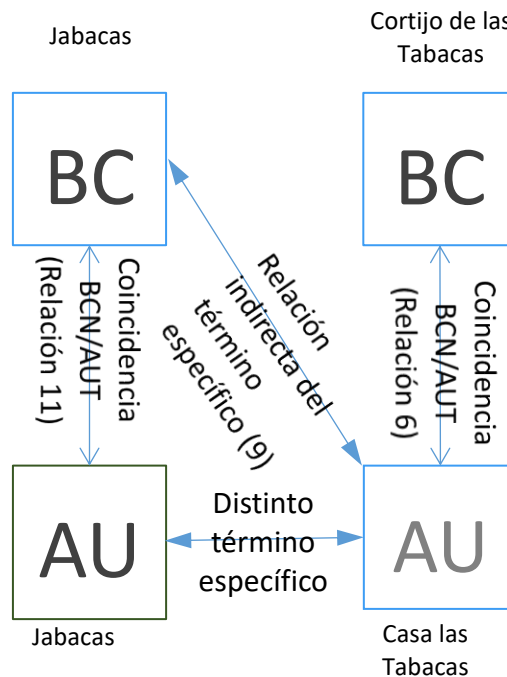 Jabacas
Cortijo de las
Tabacas
BC
BC
Coincidencia
BCN/AUT
(Relación 11)
Relación
indirecta del
término
específico (9)
Coincidencia
BCN/AUT
(Relación 6)
AU
Distinto
término
específico
AU
Jabacas
Casa las
Tabacas